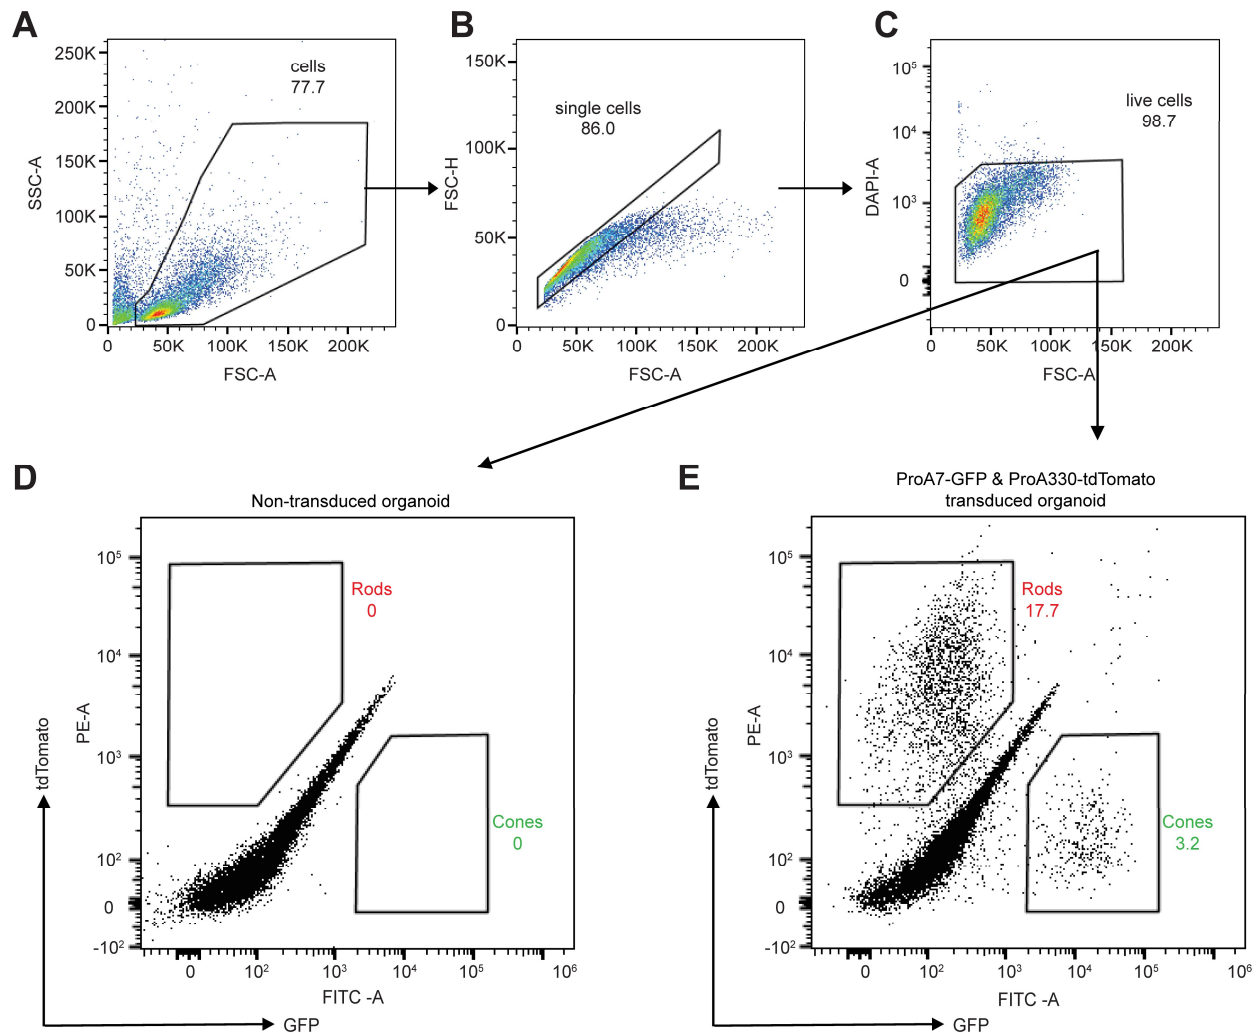 A
250K
200K
150K
100K
50K
0
SSC-A
cells
77.7
0 50K 100K 150K 200K
FSC-A
B
150K
100K
50K
0
FSC-H
single cells
86.0
0 50K 100K 150K 200K
FSC-A
C
10⁵
10⁴
10³
0
DAPI-A
live cells
98.7
0 50K 100K 150K 200K
FSC-A
D
Non-transduced organoid
10⁵
10⁴
10³
10²
0
-10²
PE-A
tdTomato
Rods
0
Cones
0
0 10² 10³ 10⁴ 10⁵ 10⁶
FITC -A
GFP
E
ProA7-GFP & ProA330-tdTomato
transduced organoid
10⁵
10⁴
10³
10²
0
-10²
PE-A
tdTomato
Rods
17.7
Cones
3.2
0 10² 10³ 10⁴ 10⁵ 10⁶
FITC -A
GFP